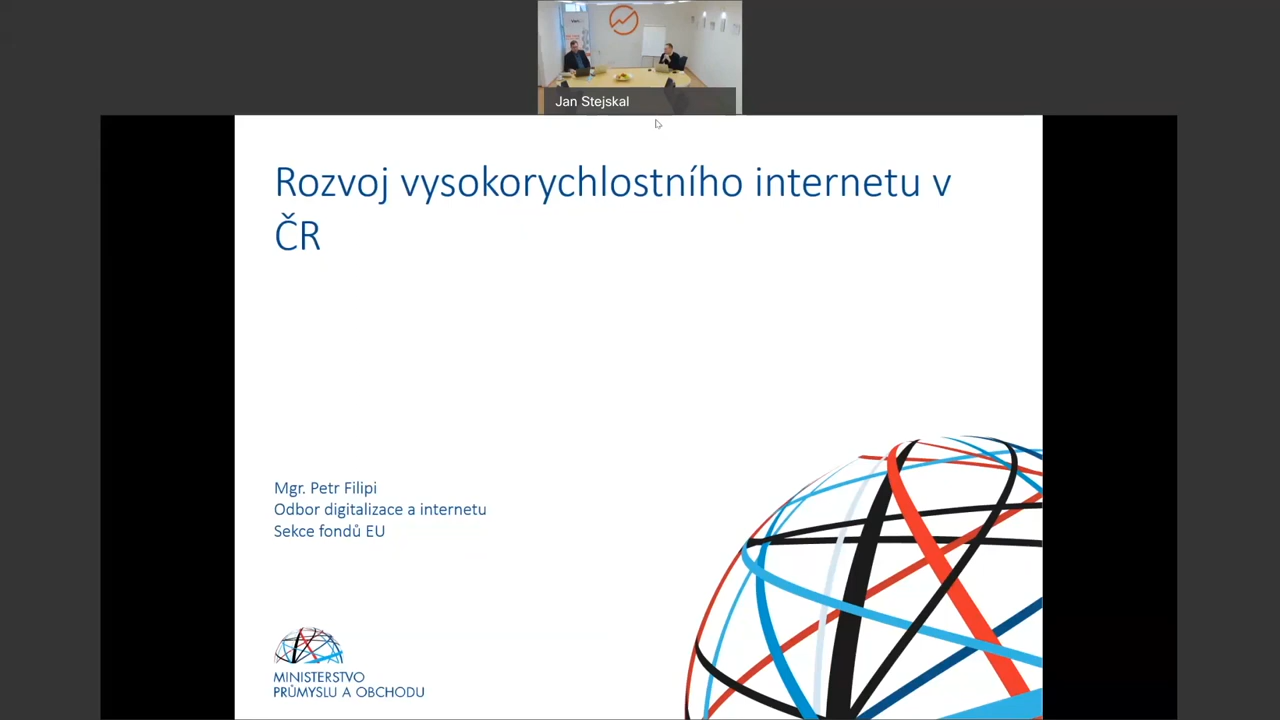 Jan Stejskal
Rozvoj vysokorychlostního internetu v
ČR
Mgr. Petr Filipi
Odbor digitalizace a internetu
Sekce fondů EU
MINISTERSTVO
PRŮMYSLU A OBCHODU